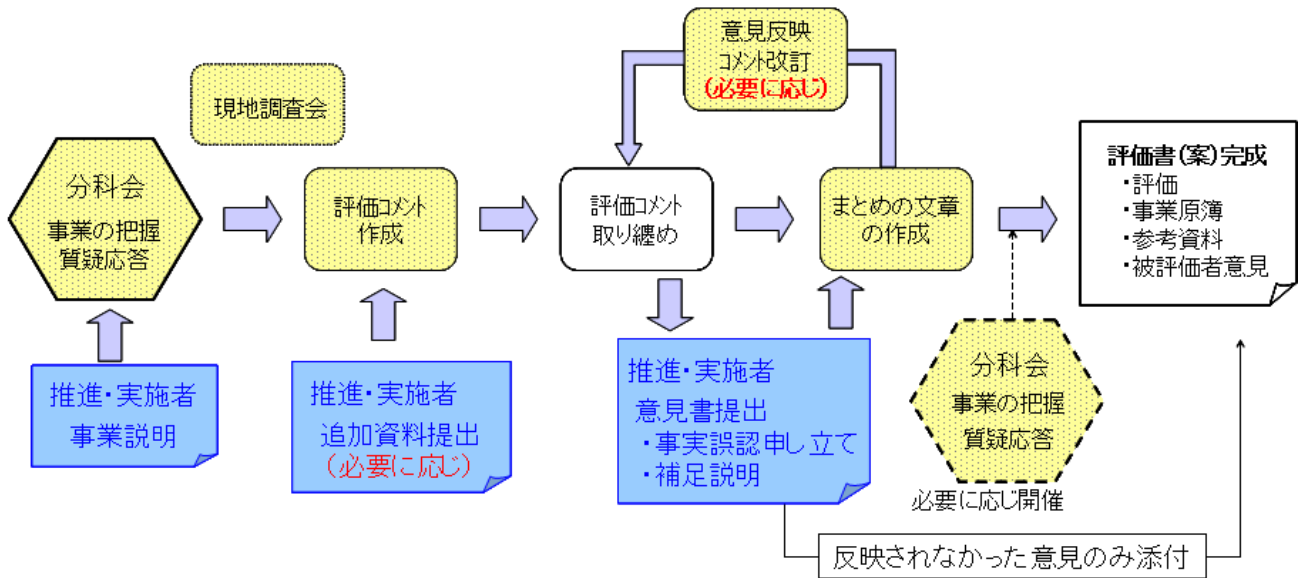 意見反映
コメント改訂
(必要に応じ)
現地調査会
分科会
事業の把握
質疑応答
評価コメント
作成
評価コメント
取り纏め
まとめの文章
の作成
評価書(案)完成
・評価
・事業原簿
・参考資料
・被評価者意見
推進・実施者
事業説明
推進・実施者
追加資料提出
(必要に応じ)
推進・実施者
意見書提出
・事実誤認申し立て
・補足説明
分科会
事業の把握
質疑応答
必要に応じ開催
反映されなかった意見のみ添付